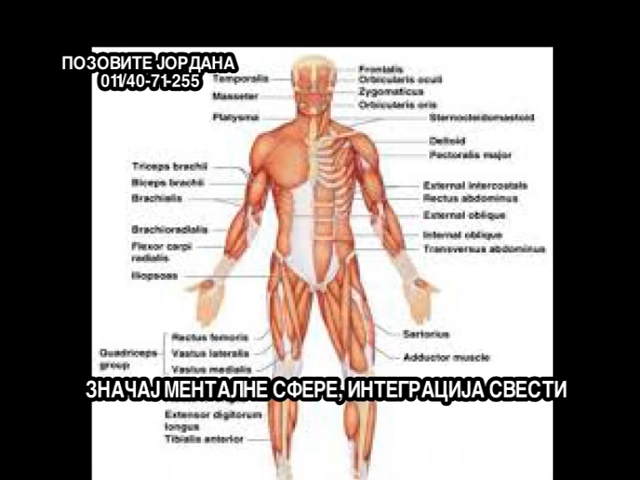 ПОЗОВИТЕ ЈОРДАНА
011/40-71-255
Temporalis
Masseter
Platysma
Frontalis
Orbicularis oculi
Zygomaticus
Orbicularis oris
Sternocleidomastoid
Deltoid
Pectoralis major
Triceps brachii
Biceps brachii
Brachialis
Brachioradialis
Flexor carpi
radialis
Iliopsoas
External intercostals
Rectus abdominus
External oblique
Internal oblique
Transversus abdominus
Quadriceps
group
Rectus femoris
Vastus lateralis
Vastus medialis
Sartorius
Adductor muscle
ЗНАЧАЈ МЕНТАЛНЕ СФЕРЕ, ИНТЕГРАЦИЈА СВЕСТИ
Extensor digitorum
longus
Tibialis anterior